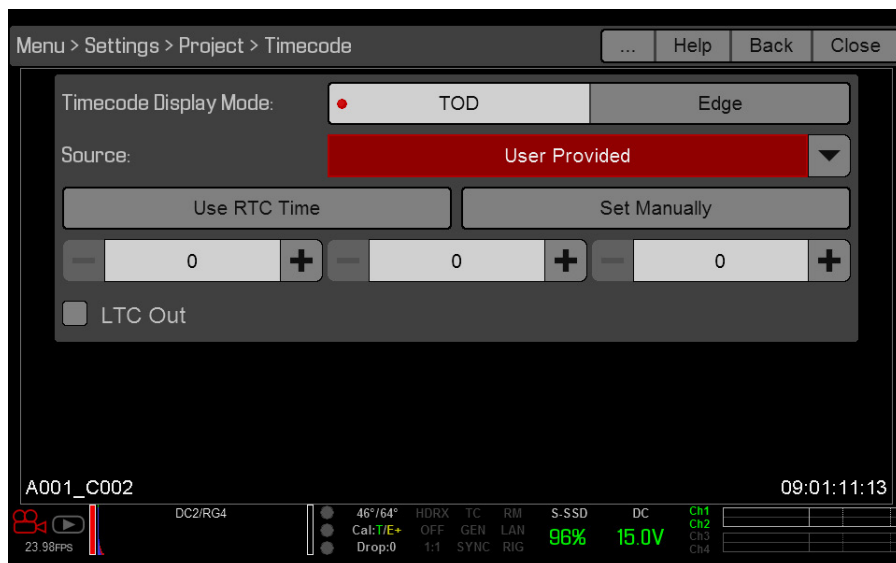 Menu > Settings > Project > Timecode ... Help Back Close
Timecode Display Mode: TOD Edge
Source: User Provided
Use RTC Time Set Manually
0 0 0
LTC Out
A001_C002 09:01:11:13
DC2/RG4 46°/64° HDRX TC RM S-SSD DC Ch1
Cal:T/E+ OFF GEN LAN 96% 15.0V Ch2
23.98FPS Drop:0 1:1 SYNC RIG Ch3
Ch4